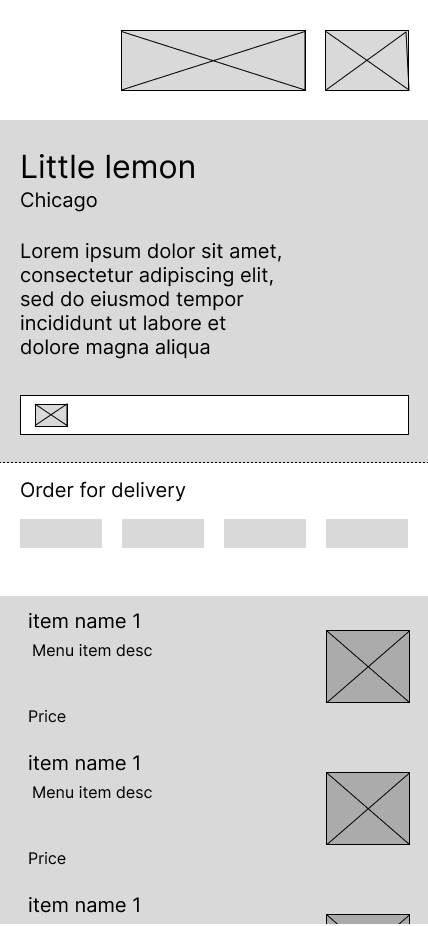 Little lemon
Chicago
Lorem ipsum dolor sit amet,
consectetur adipiscing elit,
sed do eiusmod tempor
incididunt ut labore et
dolore magna aliqua
Order for delivery
item name 1
Menu item desc
Price
item name 1
Menu item desc
Price
item name 1